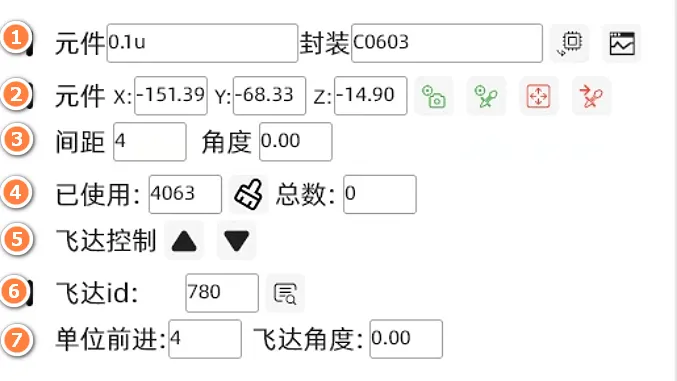 1 元件 0.1u 封装 C0603
2 元件 X: -151.39 Y: -68.33 Z: -14.90
3 间距 4 角度 0.00
4 已使用: 4063 总数: 0
5 飞达控制
6 飞达id: 780
7 单位前进: 4 飞达角度: 0.00